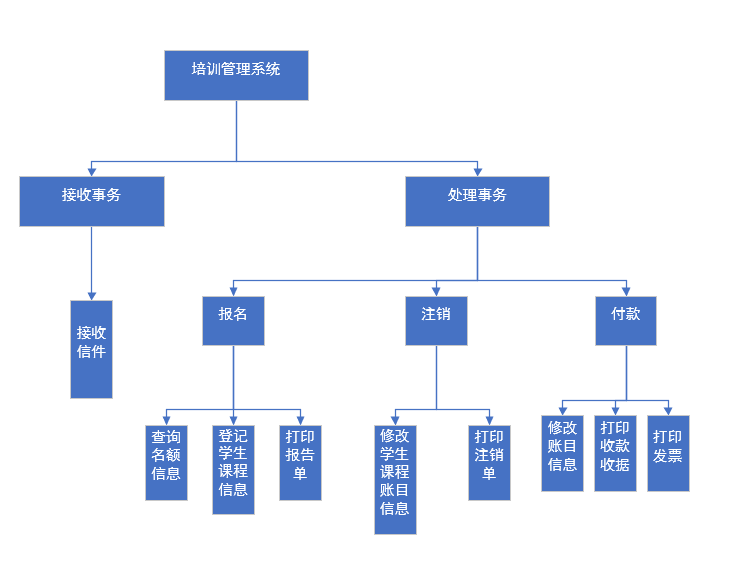 培训管理系统
接收事务
处理事务
接收
信件
报名
注销
付款
查询
名额
信息
登记
学生
课程
信息
打印
报告
单
修改
学生
课程
账目
信息
打印
注销
单
修改
账目
信息
打印
收款
收据
打印
发票